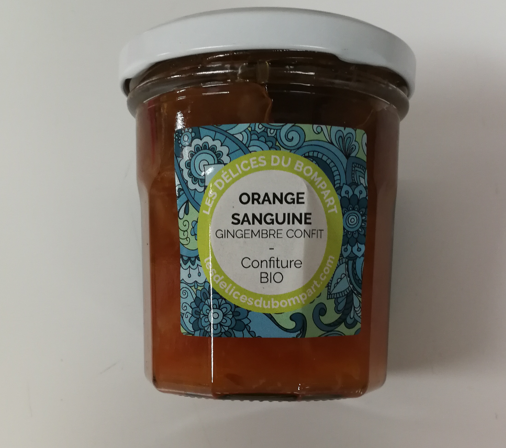 LES DÉLICES DU BOMPART
ORANGE
SANGUINE
GINGEMBRE CONFIT
-
Confiture
BIO
lesdelicesdubompart.com